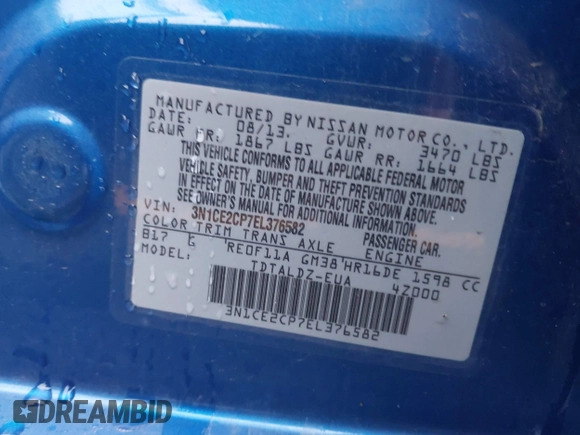 MANUFACTURED BY NISSAN MOTOR CO., LTD.
DATE: 08/13. GVWR: 3470 LBS
GAWR FR: 1867 LBS GAWR RR: 1664 LBS
THIS VEHICLE CONFORMS TO ALL APPLICABLE FEDERAL MOTOR
VEHICLE SAFETY, BUMPER AND THEFT PREVENTION STANDARDS
IN EFFECT ON THE DATE OF MANUFACTURE SHOWN ABOVE.
SEE OWNER'S MANUAL FOR ADDITIONAL INFORMATION.
VIN: 3N1CE2CP7EL376582 PASSENGER CAR.
COLOR TRIM TRANS AXLE ENGINE
B17 G RE0F11A GM38 HR16DE 1598 CC
MODEL: TDTALDZ-EUA 4Z000
3N1CE2CP7EL376582
DREAMBID